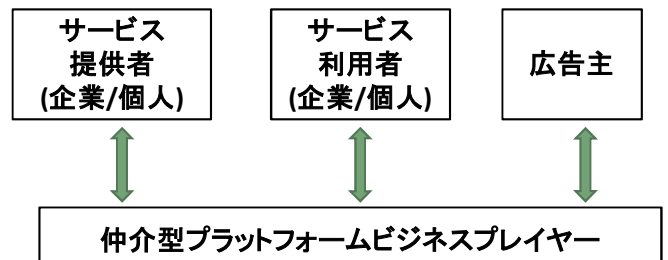 サービス
提供者
(企業/個人)
サービス
利用者
(企業/個人)
広告主
仲介型プラットフォームビジネスプレイヤー